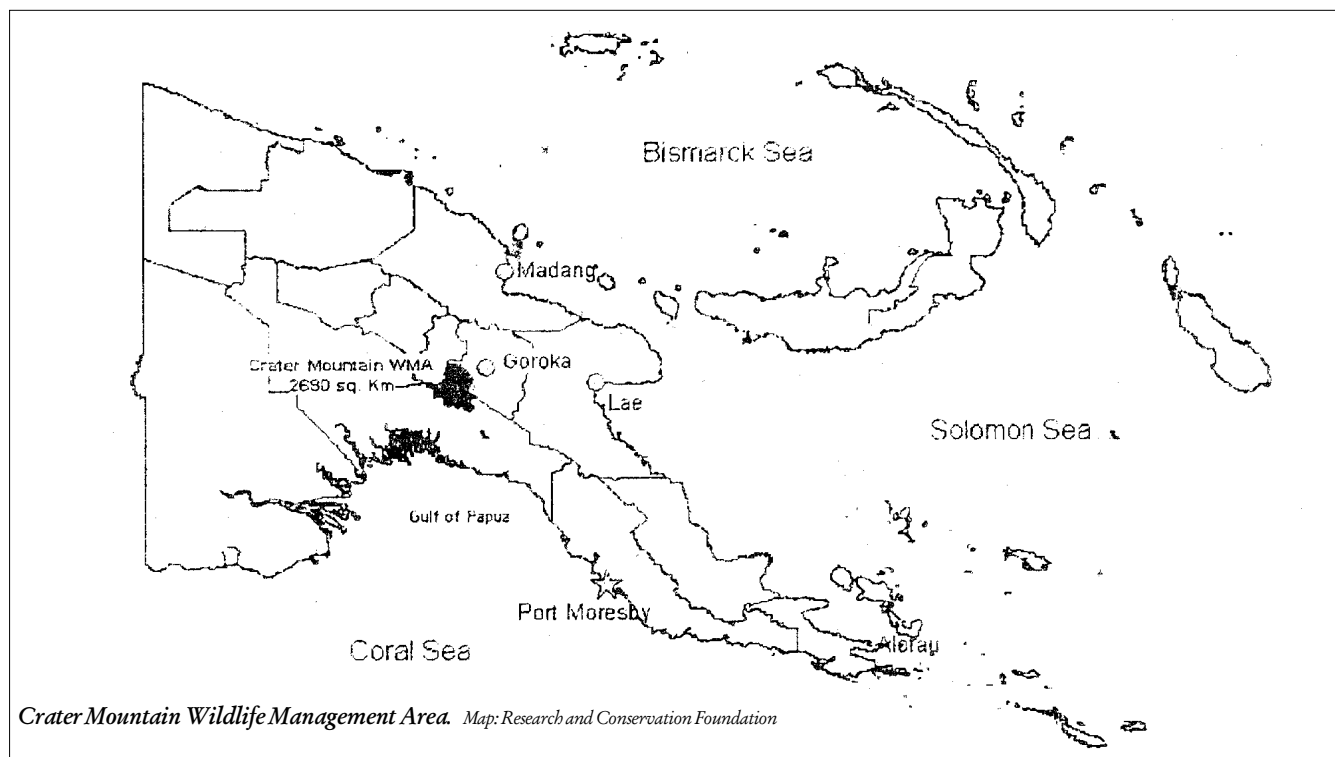 Bismarck Sea
Madang
Crater Mountain WMA
2680 sq. Km
Goroka
Lae
Solomon Sea
Gulf of Papua
Port Moresby
Alotau
Coral Sea
Crater Mountain Wildlife Management Area. Map: Research and Conservation Foundation